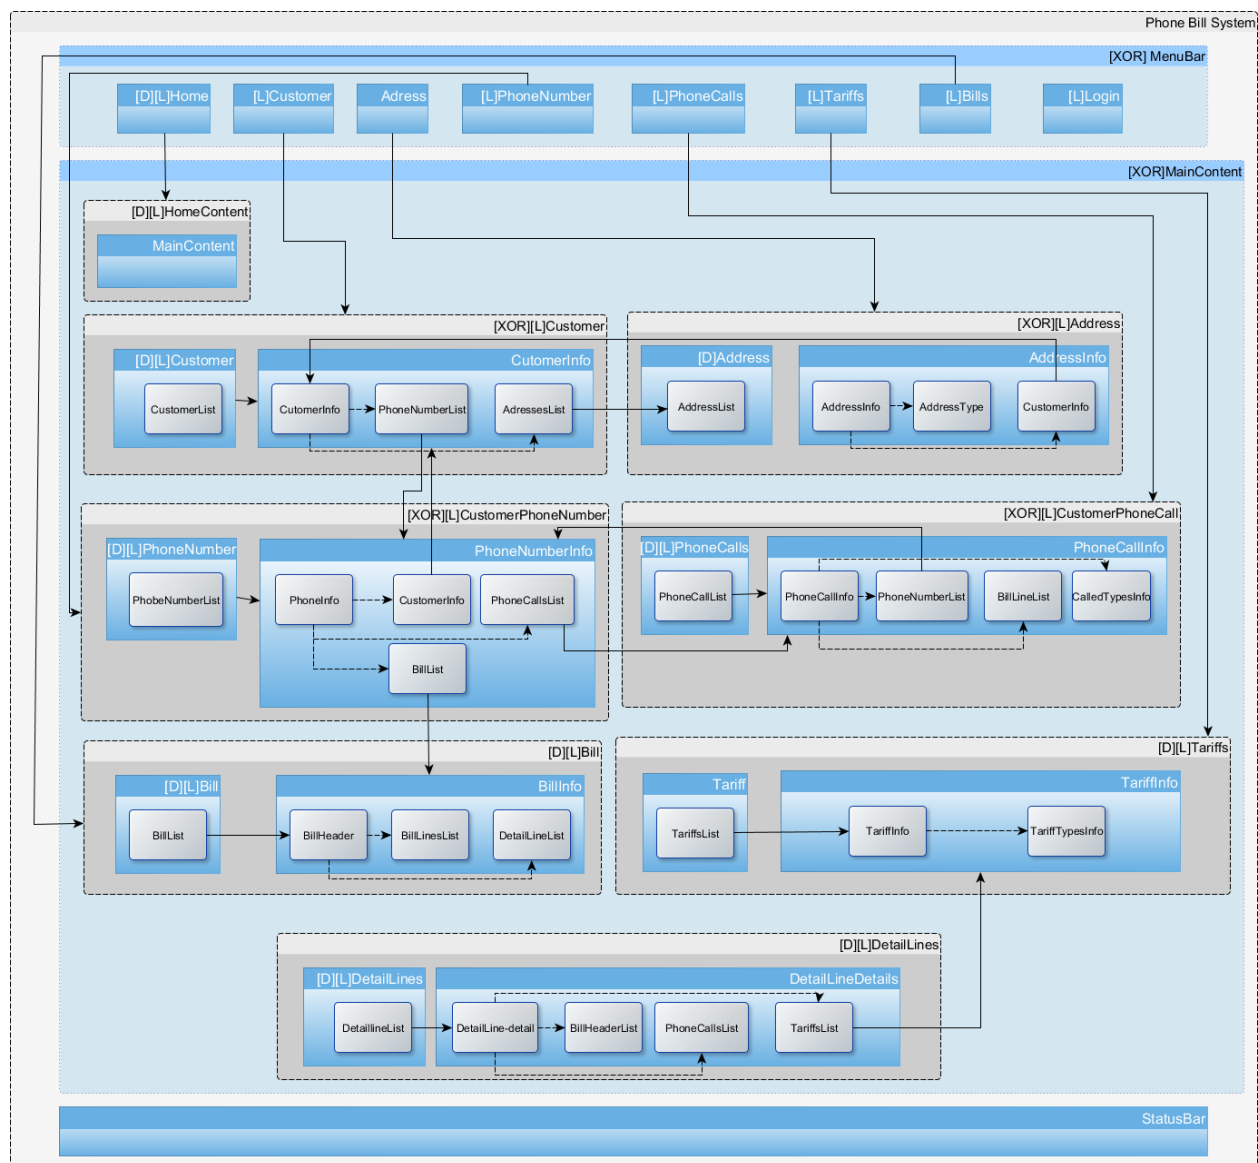 Phone Bill System
[XOR] MenuBar
[D][L]Home
[L]Customer
Adress
[L]PhoneNumber
[L]PhoneCalls
[L]Tariffs
[L]Bills
[L]Login
[XOR]MainContent
[D][L]HomeContent
MainContent
[XOR][L]Customer
[D][L]Customer
CustomerList
CutomerInfo
CutomerInfo
PhoneNumberList
AdressesList
[XOR][L]Address
[D]Address
AddressList
AddressInfo
AddressInfo
AddressType
CustomerInfo
[XOR][L]CustomerPhoneNumber
[D][L]PhoneNumber
PhobeNumberList
PhoneNumberInfo
PhoneInfo
CustomerInfo
PhoneCallsList
BillList
[XOR][L]CustomerPhoneCall
[D][L]PhoneCalls
PhoneCallList
PhoneCallInfo
PhoneCallInfo
PhoneNumberList
BillLineList
CalledTypesInfo
[D][L]Bill
[D][L]Bill
BillList
BillInfo
BillHeader
BillLinesList
DetailLineList
[D][L]Tariffs
Tariff
TariffsList
TariffInfo
TariffInfo
TariffTypesInfo
[D][L]DetailLines
[D][L]DetailLines
DetaillineList
DetailLineDetails
DetailLine-detail
BillHeaderList
PhoneCallsList
TariffsList
StatusBar